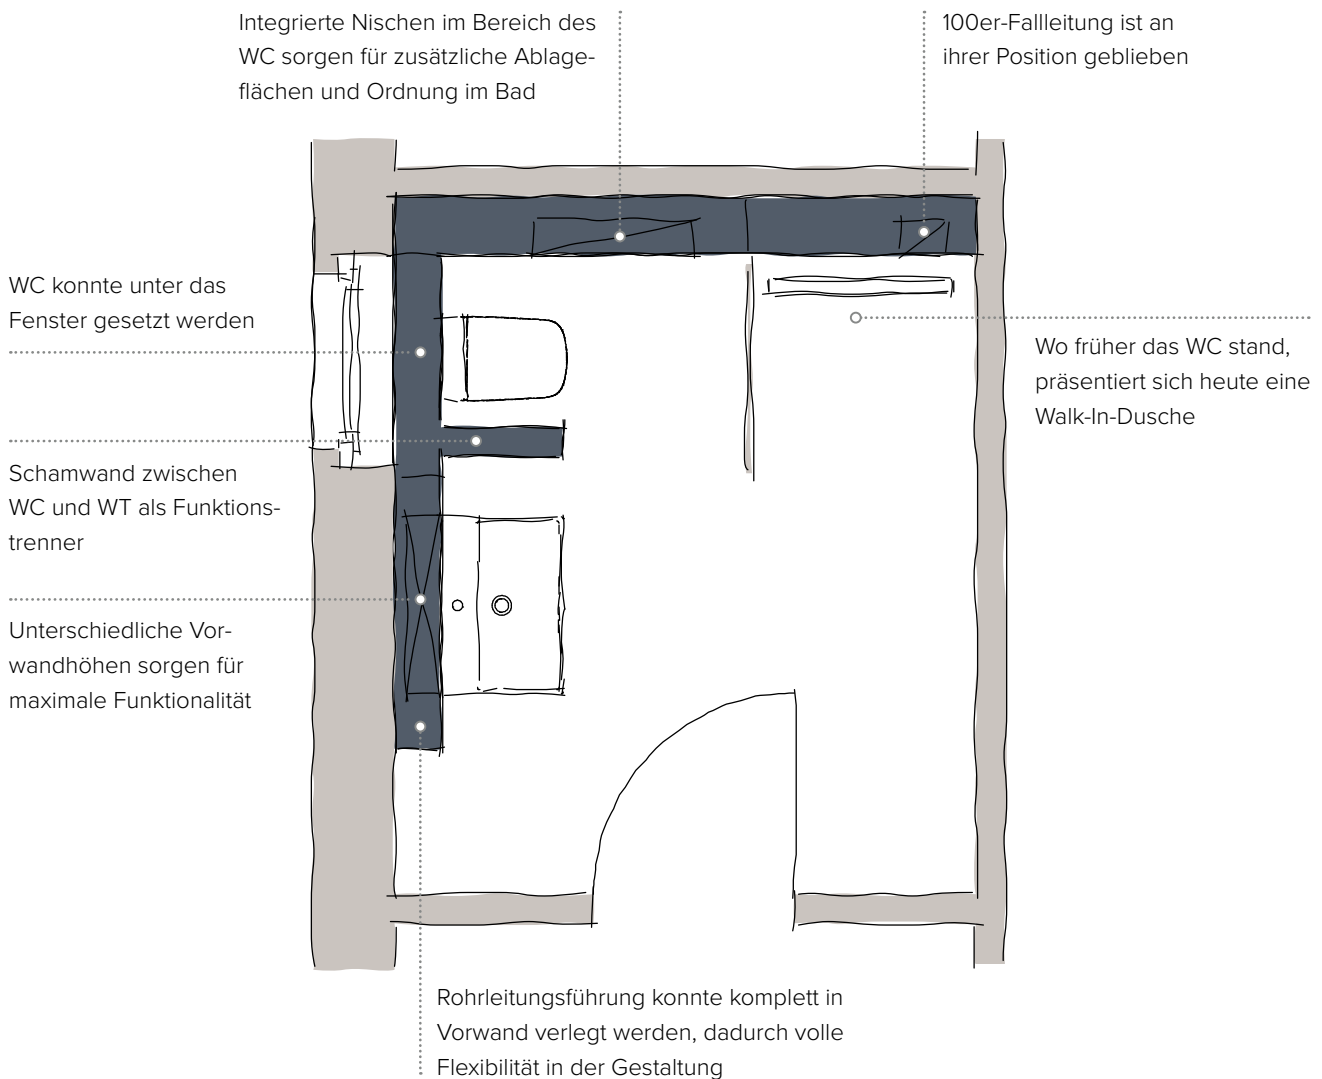 Integrierte Nischen im Bereich des
WC sorgen für zusätzliche Ablage-
flächen und Ordnung im Bad
100er-Fallleitung ist an
ihrer Position geblieben
WC konnte unter das
Fenster gesetzt werden
Wo früher das WC stand,
präsentiert sich heute eine
Walk-In-Dusche
Schamwand zwischen
WC und WT als Funktions-
trenner
Unterschiedliche Vor-
wandhöhen sorgen für
maximale Funktionalität
Rohrleitungsführung konnte komplett in
Vorwand verlegt werden, dadurch volle
Flexibilität in der Gestaltung